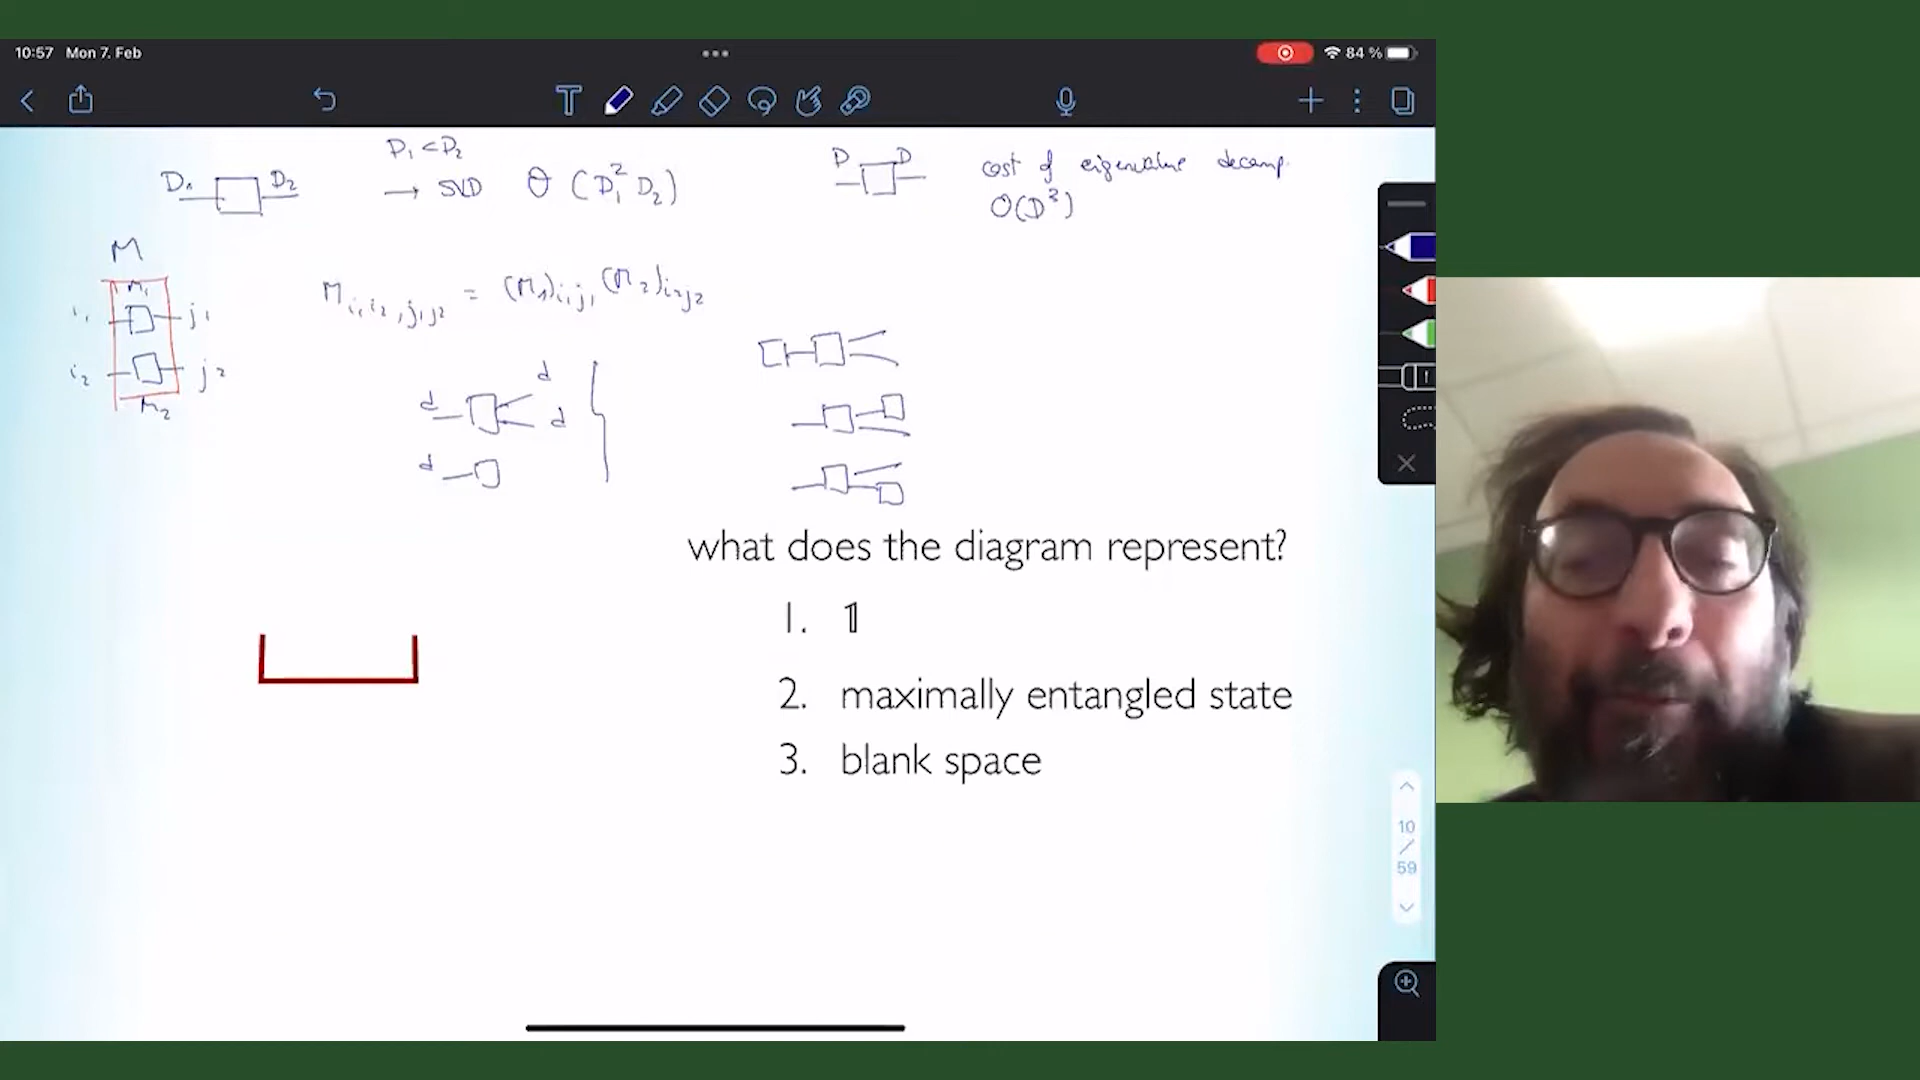 10:57 Mon 7. Feb
84 %
D₁ < D₂
D₁ D₂
→ SVD O (D₁² D₂)
D D
cost of eigenvalue decomp.
O(D³)
M
M₁
i₁ j₁
i₂ j₂
M₂
M i₁i₂, j₁j₂ = (M₁)i₁j₁ (M₂)i₂j₂
d
d d
d
what does the diagram represent?
1. 𝟙
2. maximally entangled state
3. blank space
10
/
59